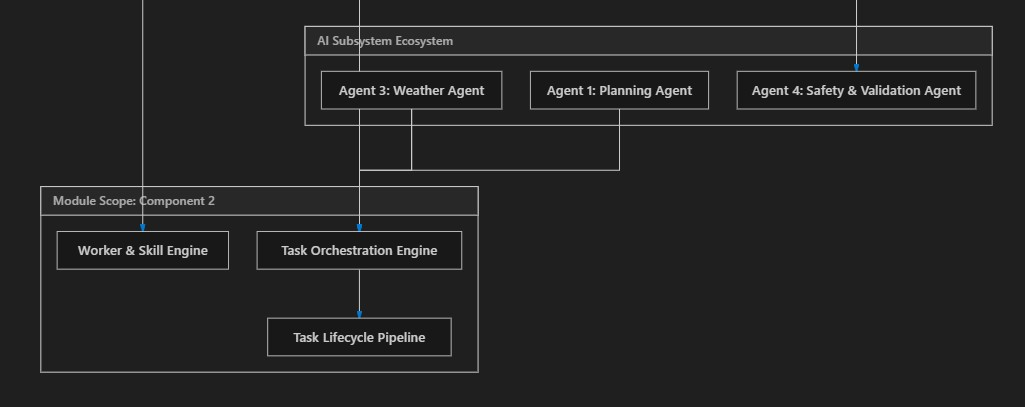 AI Subsystem Ecosystem
Agent 3: Weather Agent
Agent 1: Planning Agent
Agent 4: Safety & Validation Agent
Module Scope: Component 2
Worker & Skill Engine
Task Orchestration Engine
Task Lifecycle Pipeline